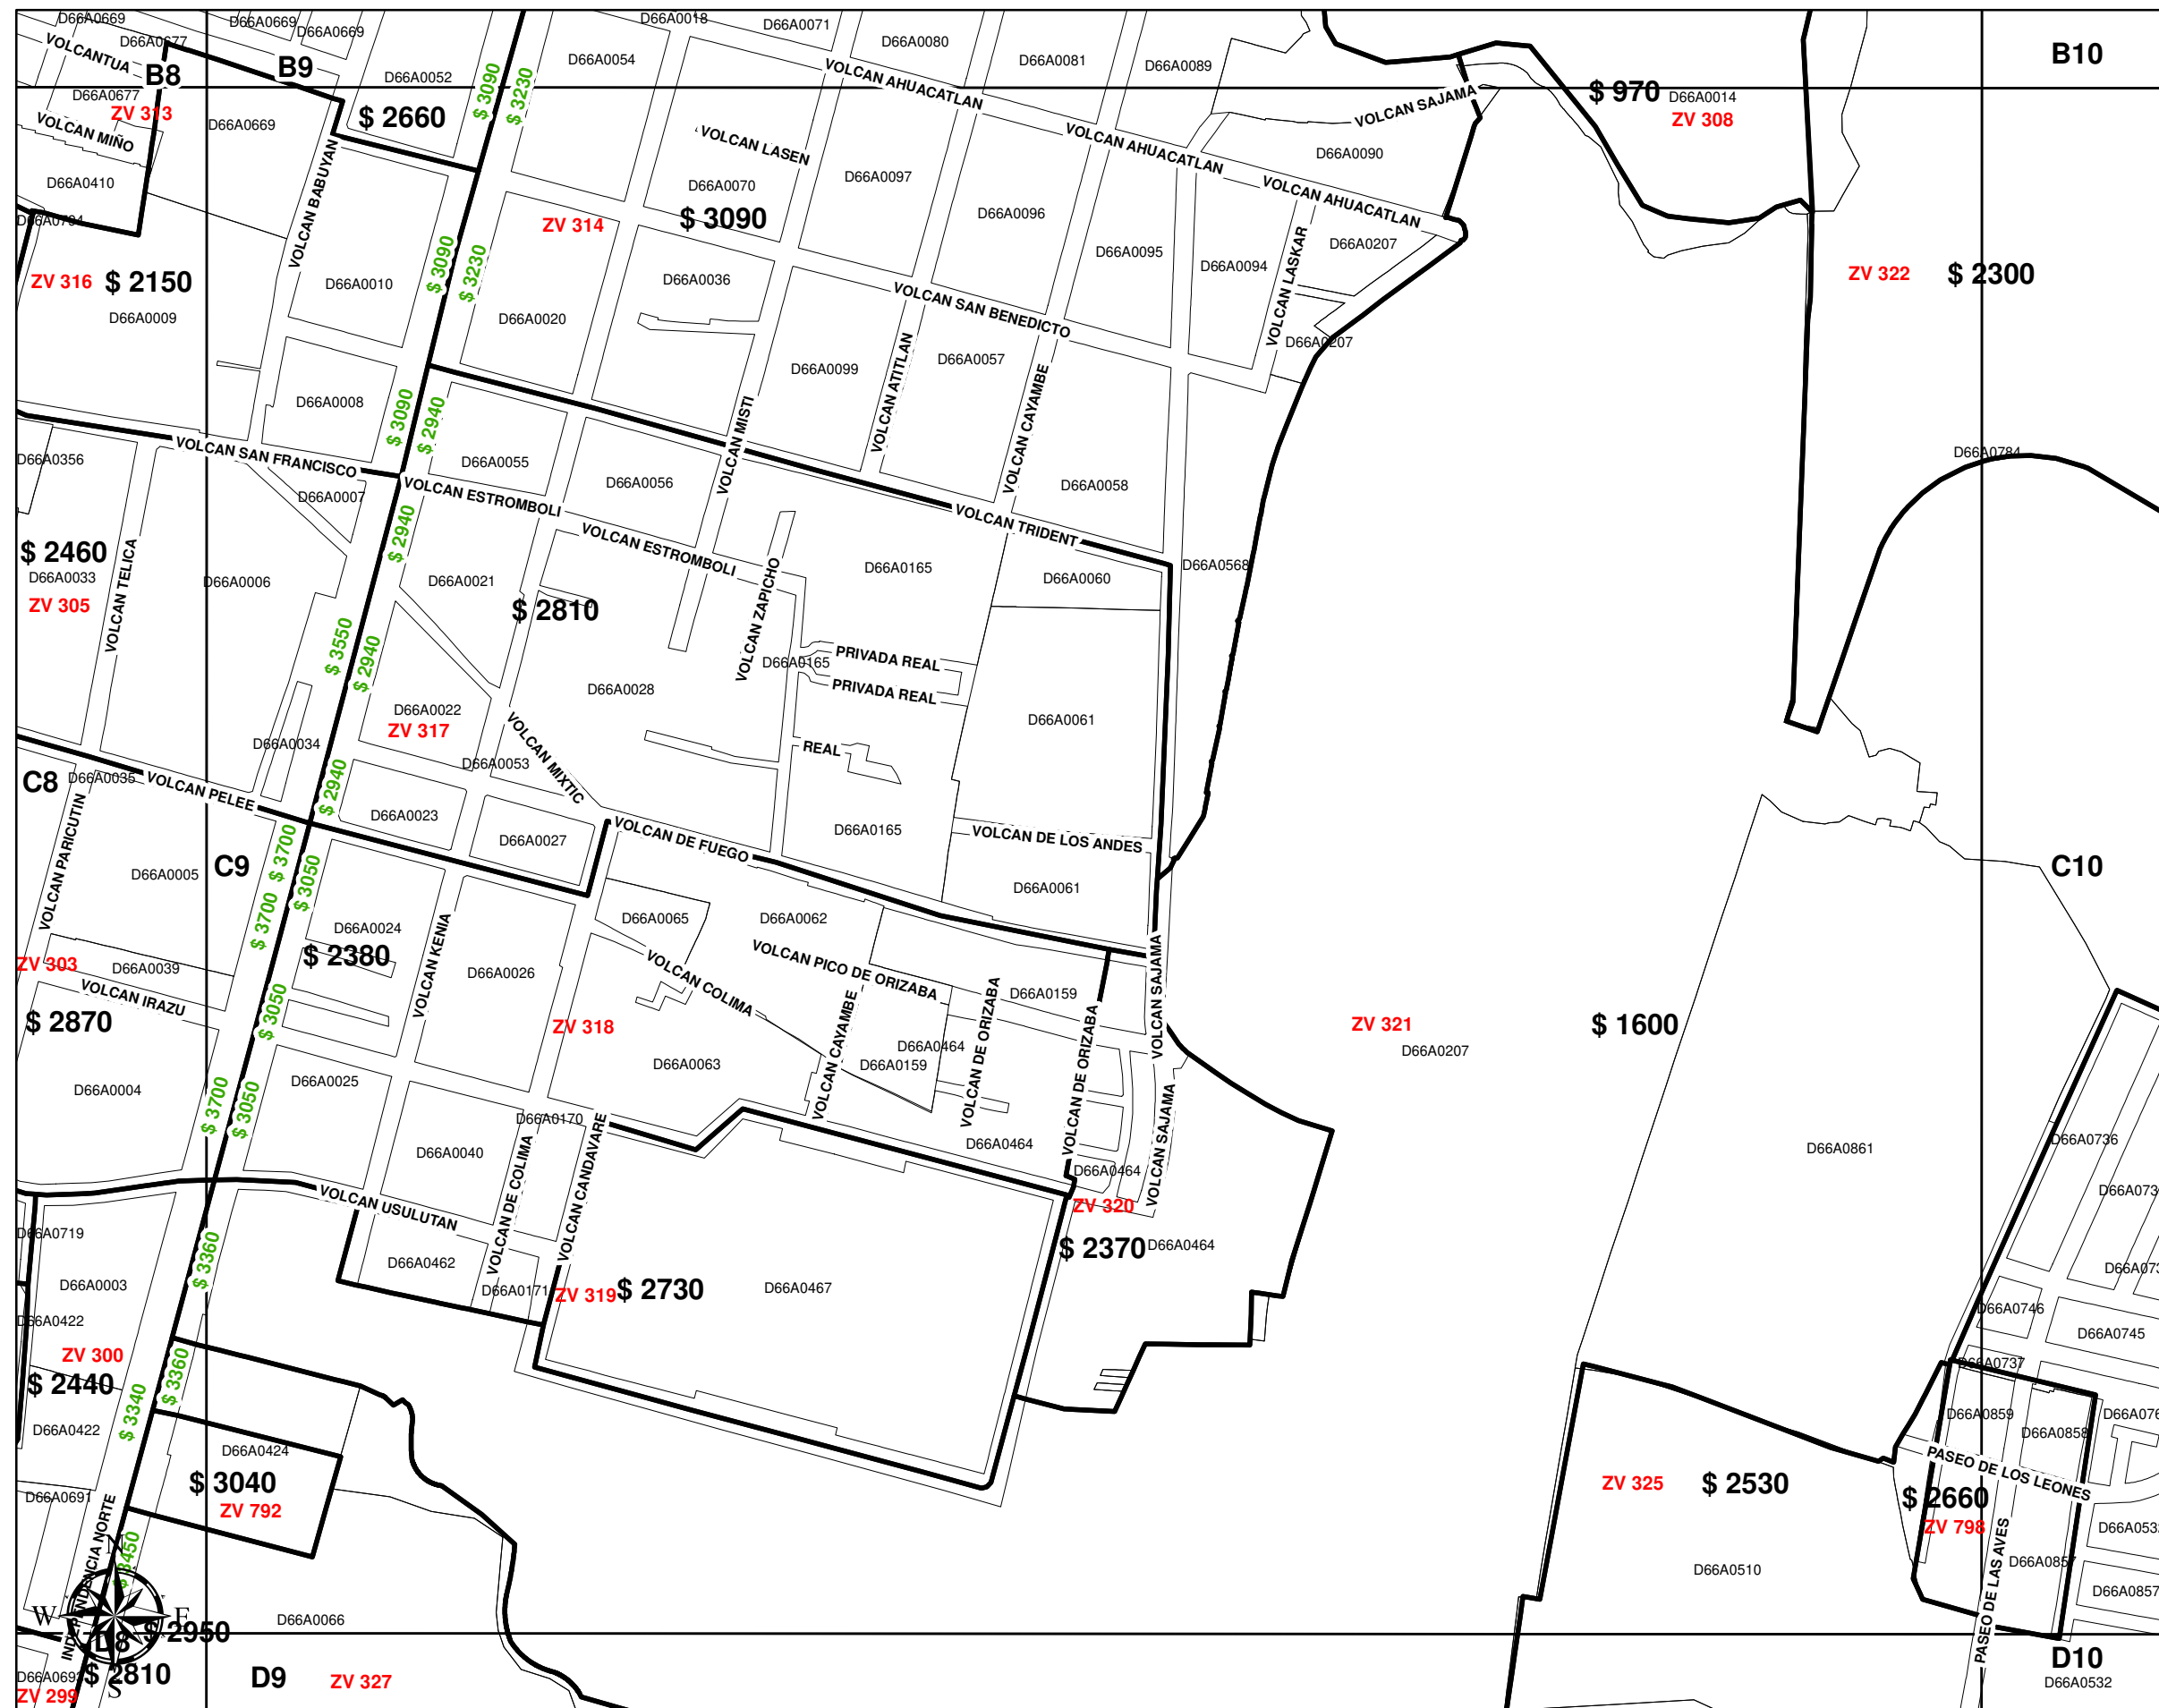 D66A0669
D66A0669
D66A0669
D66A0018
D66A0071
D66A0677
VOLCANTUA
B8
B9
D66A0052
D66A0054
D66A0080
D66A0081
D66A0089
B10
VOLCAN AHUACATLAN
$ 3090
$ 3230
$ 970
D66A0014
ZV 308
D66A0677
ZV 313
VOLCAN MIÑO
D66A0669
$ 2660
VOLCAN SAJAMA
VOLCAN LASEN
VOLCAN AHUACATLAN
D66A0090
D66A0410
VOLCAN BABUYAN
D66A0070
D66A0097
VOLCAN AHUACATLAN
D66A0794
ZV 314
$ 3090
D66A0096
D66A0095
D66A0094
VOLCAN LASKAR
D66A0207
ZV 316
$ 2150
D66A0009
D66A0010
$ 3090
$ 3230
D66A0036
ZV 322
$ 2300
D66A0020
VOLCAN SAN BENEDICTO
D66A0207
D66A0099
VOLCAN ATITLAN
D66A0057
VOLCAN CAYAMBE
D66A0008
$ 3090
$ 2940
VOLCAN MISTI
D66A0356
VOLCAN SAN FRANCISCO
D66A0055
D66A0056
D66A0058
D66A0784
D66A0007
VOLCAN ESTROMBOLI
VOLCAN TRIDENT
$ 2940
VOLCAN ESTROMBOLI
$ 2460
D66A0033
ZV 305
VOLCAN TELICA
D66A0006
D66A0021
$ 2810
VOLCAN ZAPICHO
D66A0165
D66A0060
D66A0568
$ 3550
$ 2940
D66A0165
PRIVADA REAL
PRIVADA REAL
D66A0028
D66A0022
ZV 317
VOLCAN MIXTIC
D66A0061
D66A0034
REAL
C8
D66A0035
VOLCAN PELEE
$ 2940
D66A0053
D66A0023
D66A0027
VOLCAN DE FUEGO
D66A0165
VOLCAN DE LOS ANDES
VOLCAN PARICUTIN
D66A0005
C9
$ 3700
$ 3050
D66A0061
C10
$ 3700
D66A0024
$ 2380
VOLCAN KENIA
D66A0065
D66A0062
ZV 303
D66A0039
D66A0026
VOLCAN COLIMA
VOLCAN PICO DE ORIZABA
D66A0159
VOLCAN SAJAMA
VOLCAN IRAZU
$ 2870
$ 3050
ZV 318
D66A0063
VOLCAN CAYAMBE
D66A0464
D66A0159
VOLCAN DE ORIZABA
VOLCAN DE ORIZABA
ZV 321
$ 1600
D66A0207
D66A0004
$ 3700
$ 3050
D66A0025
D66A0170
VOLCAN SAJAMA
D66A0040
VOLCAN DE COLIMA
VOLCAN CANDAVARE
D66A0464
D66A0464
D66A0861
D66A0736
VOLCAN USULUTAN
ZV 320
D66A0719
$ 3360
D66A0462
$ 2370
D66A0464
D66A0003
D66A0171
ZV 319
$ 2730
D66A0467
D66A0746
D66A0745
D66A0422
ZV 300
$ 2440
$ 3360
$ 3340
D66A0737
D66A0422
D66A0859
D66A0858
D66A0424
$ 3040
ZV 792
PASEO DE LOS LEONES
ZV 325
$ 2530
$ 2660
ZV 798
D66A0691
INDEPENDENCIA NORTE
N
$ 3450
D66A0510
PASEO DE LAS AVES
D66A0857
D66A0857
W
E
D66A0066
$ 2950
D8
$ 2810
S
ZV 299
D9
ZV 327
D10
D66A0532